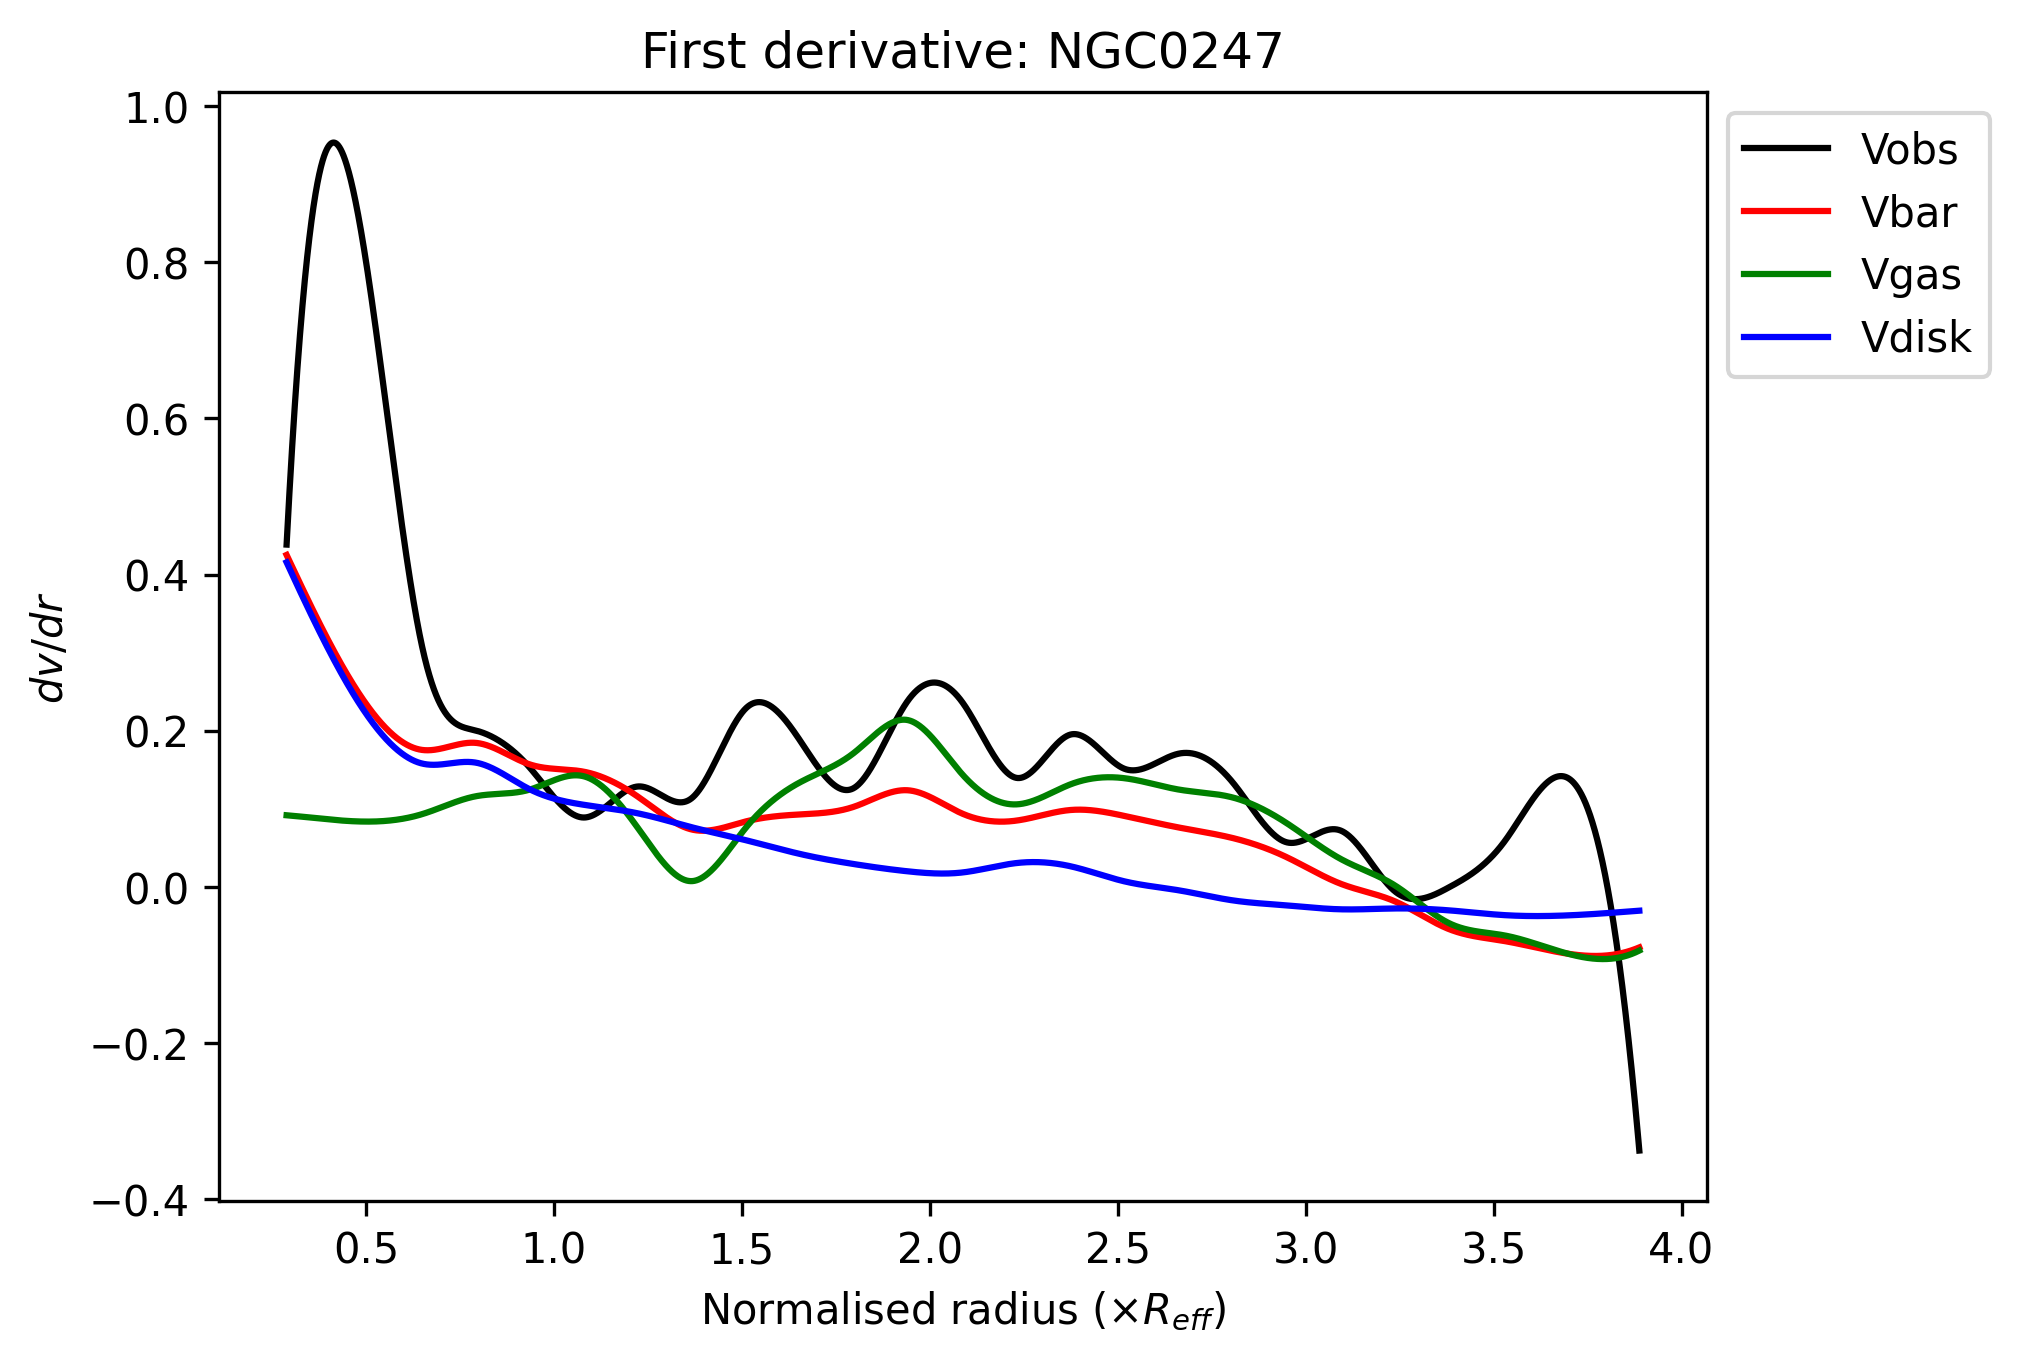 First derivative: NGC0247
1.0
0.8
0.6
0.4
0.2
0.0
−0.2
−0.4
dv/dr
0.5 1.0 1.5 2.0 2.5 3.0 3.5 4.0
Normalised radius (×R_eff)
Vobs
Vbar
Vgas
Vdisk